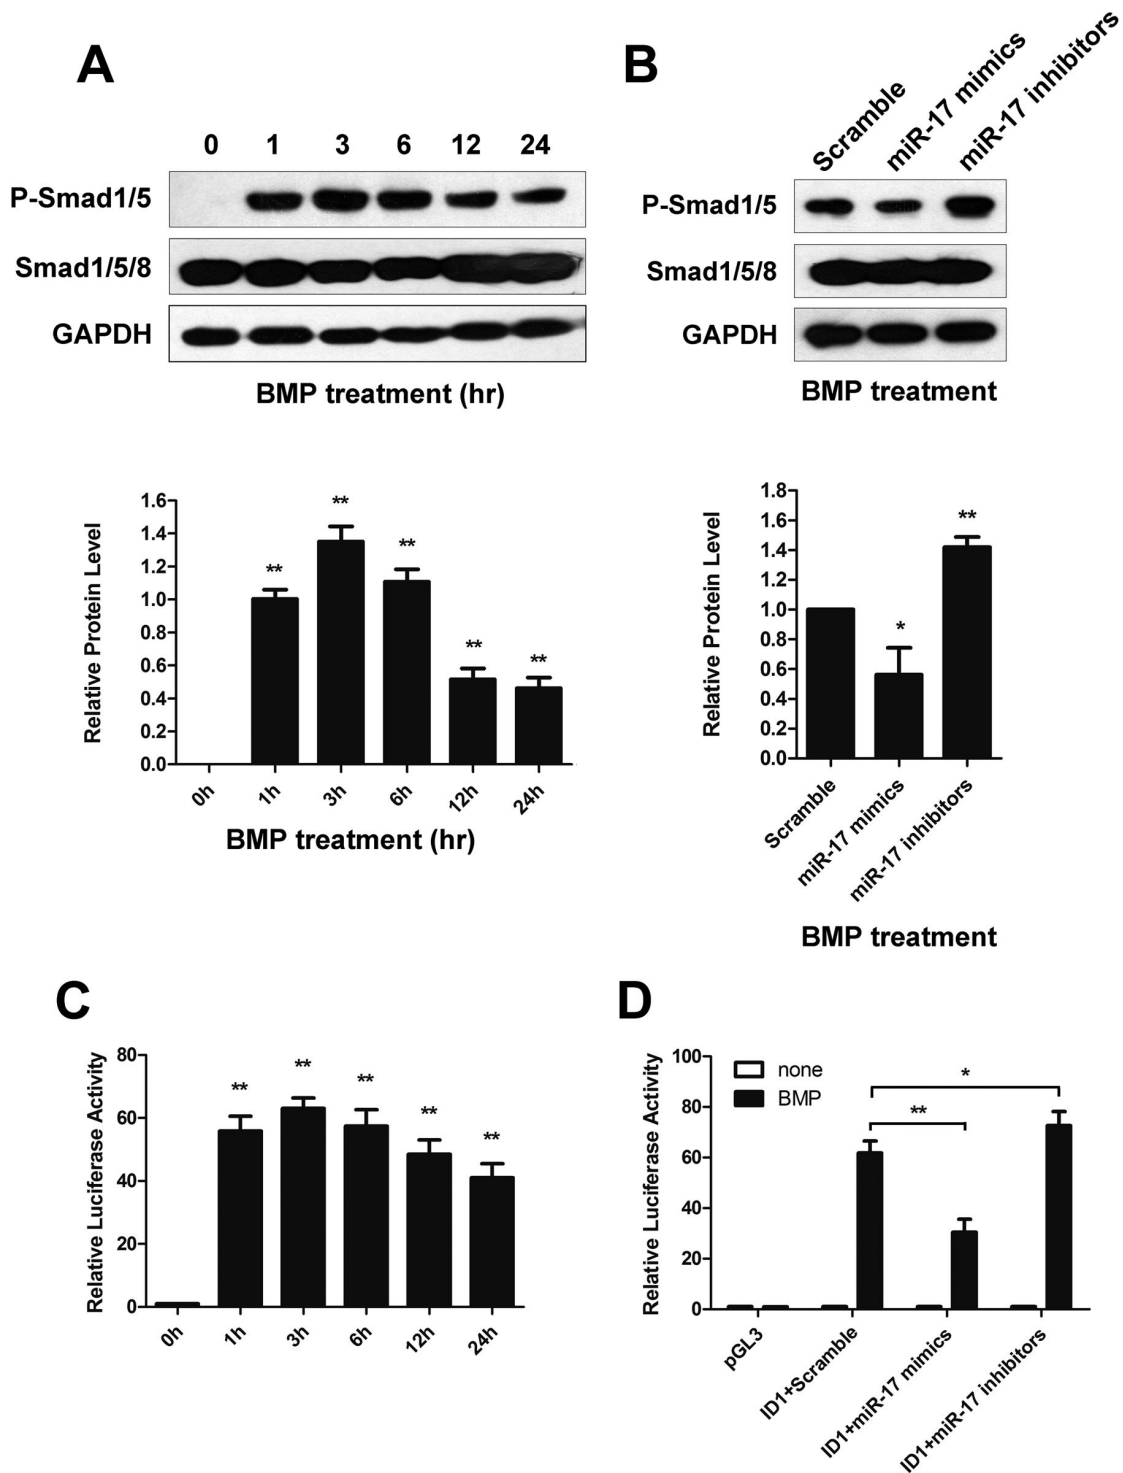 A
0 1 3 6 12 24
P-Smad1/5
Smad1/5/8
GAPDH
BMP treatment (hr)
1.6
1.4
1.2
1.0
0.8
0.6
0.4
0.2
0.0
Relative Protein Level
**
**
**
**
**
0h 1h 3h 6h 12h 24h
BMP treatment (hr)
B
Scramble
miR-17 mimics
miR-17 inhibitors
P-Smad1/5
Smad1/5/8
GAPDH
BMP treatment
1.8
1.6
1.4
1.2
1.0
0.8
0.6
0.4
0.2
0.0
Relative Protein Level
*
**
Scramble
miR-17 mimics
miR-17 inhibitors
BMP treatment
C
80
60
40
20
0
Relative Luciferase Activity
**
**
**
**
**
0h 1h 3h 6h 12h 24h
D
100
80
60
40
20
0
Relative Luciferase Activity
none
BMP
*
**
pGL3
ID1+Scramble
ID1+miR-17 mimics
ID1+miR-17 inhibitors